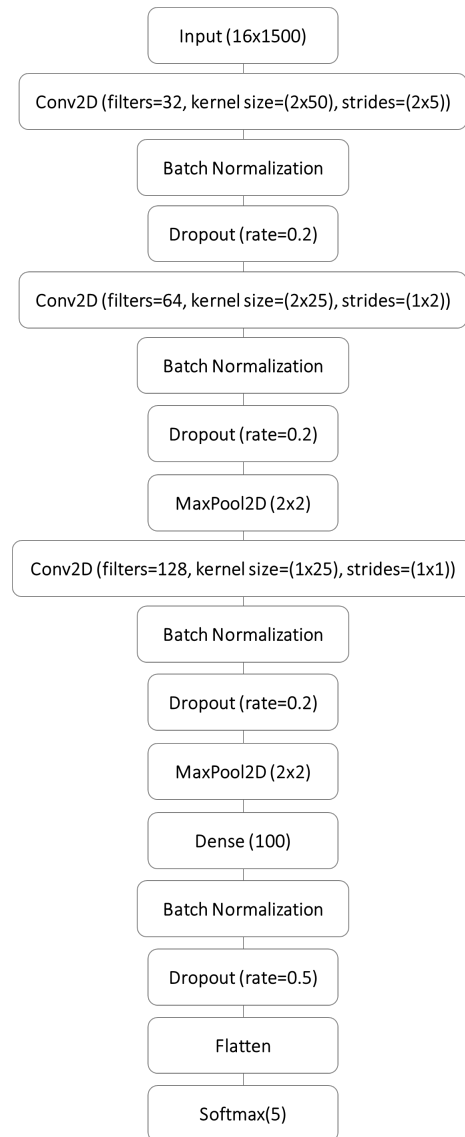 Input (16x1500)
Conv2D (filters=32, kernel size=(2x50), strides=(2x5))
Batch Normalization
Dropout (rate=0.2)
Conv2D (filters=64, kernel size=(2x25), strides=(1x2))
Batch Normalization
Dropout (rate=0.2)
MaxPool2D (2x2)
Conv2D (filters=128, kernel size=(1x25), strides=(1x1))
Batch Normalization
Dropout (rate=0.2)
MaxPool2D (2x2)
Dense (100)
Batch Normalization
Dropout (rate=0.5)
Flatten
Softmax(5)